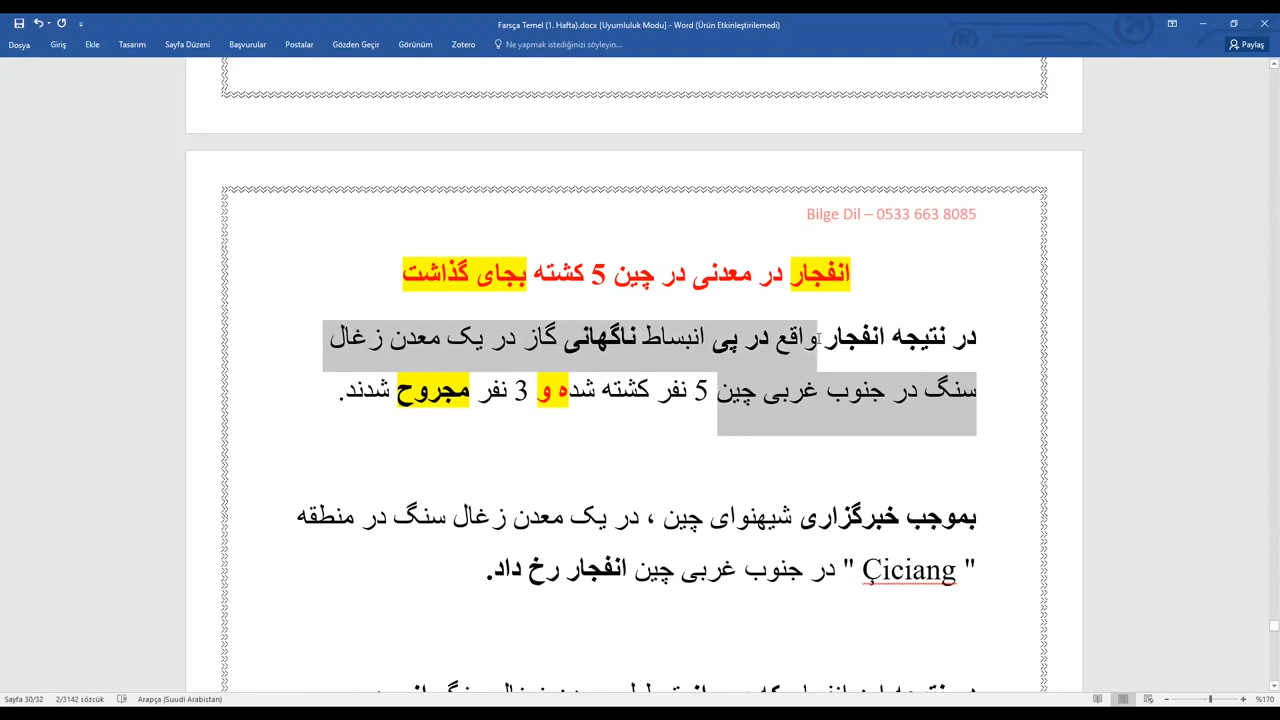 Farsça Temel (1. Hafta).docx [Uyumluluk Modu] - Word (Ürün Etkinleştirilemedi)
Dosya Giriş Ekle Tasarım Sayfa Düzeni Başvurular Postalar Gözden Geçir Görünüm Zotero Ne yapmak istediğinizi söyleyin... Paylaş
Bilge Dil – 0533 663 8085
انفجار در معدنی در چین 5 کشته بجای گذاشت
در نتیجه انفجار واقع در پی انبساط ناگهانی گاز در یک معدن زغال
سنگ در جنوب غربی چین 5 نفر کشته شده و 3 نفر مجروح شدند.
بموجب خبرگزاری شیهنوای چین ، در یک معدن زغال سنگ در منطقه
" Çiciang " در جنوب غربی چین انفجار رخ داد.
Sayfa 30/32 2/3142 sözcük Arapça (Suudi Arabistan) %170